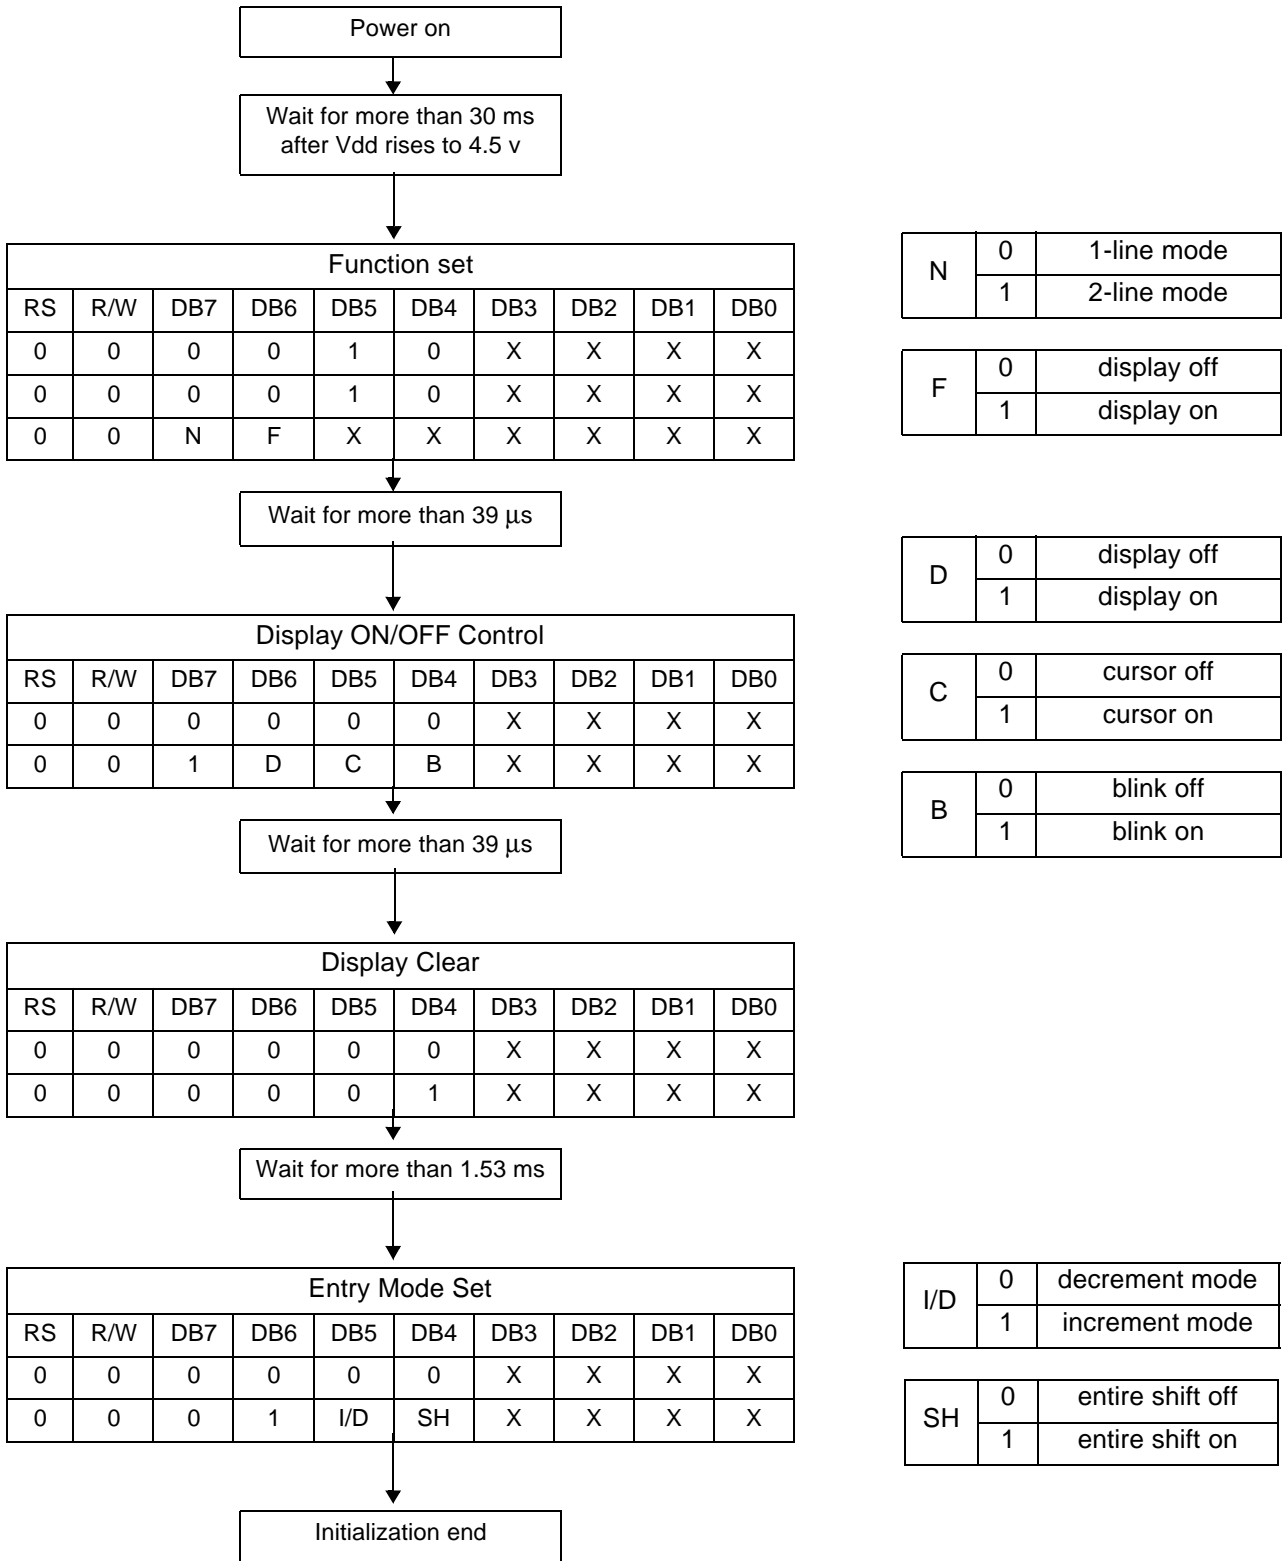 Power on
Wait for more than 30 ms
after Vdd rises to 4.5 v
Function set
RS R/W DB7 DB6 DB5 DB4 DB3 DB2 DB1 DB0
0 0 0 0 1 0 X X X X
0 0 0 0 1 0 X X X X
0 0 N F X X X X X X
N
0 1-line mode
1 2-line mode
F
0 display off
1 display on
Wait for more than 39 μs
Display ON/OFF Control
RS R/W DB7 DB6 DB5 DB4 DB3 DB2 DB1 DB0
0 0 0 0 0 0 X X X X
0 0 1 D C B X X X X
D
0 display off
1 display on
C
0 cursor off
1 cursor on
B
0 blink off
1 blink on
Wait for more than 39 μs
Display Clear
RS R/W DB7 DB6 DB5 DB4 DB3 DB2 DB1 DB0
0 0 0 0 0 0 X X X X
0 0 0 0 0 1 X X X X
Wait for more than 1.53 ms
Entry Mode Set
RS R/W DB7 DB6 DB5 DB4 DB3 DB2 DB1 DB0
0 0 0 0 0 0 X X X X
0 0 0 1 I/D SH X X X X
I/D
0 decrement mode
1 increment mode
SH
0 entire shift off
1 entire shift on
Initialization end